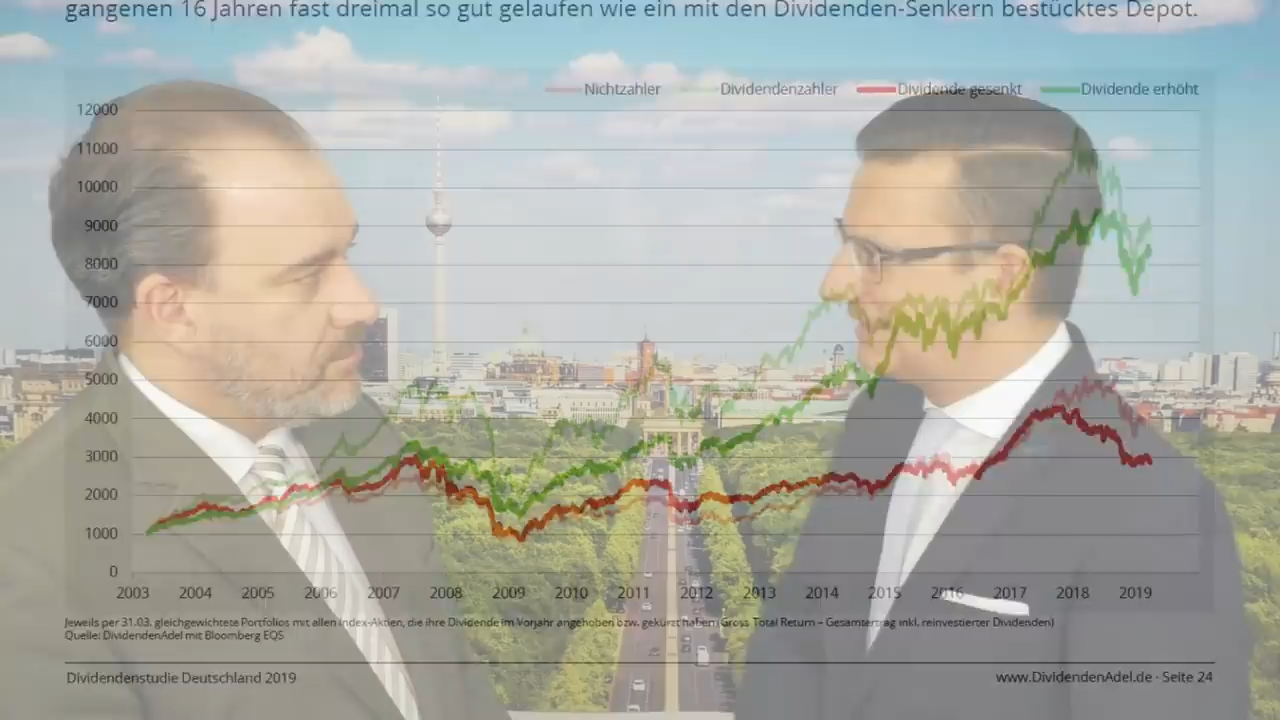 gangenen 16 Jahren fast dreimal so gut gelaufen wie ein mit den Dividenden-Senkern bestücktes Depot.
Nichtzahler Dividendenzahler Dividende gesenkt Dividende erhöht
12000
11000
10000
9000
8000
7000
6000
5000
4000
3000
2000
1000
0
2003 2004 2005 2006 2007 2008 2009 2010 2011 2012 2013 2014 2015 2016 2017 2018 2019
Jeweils per 31.03. gleichgewichtete Portfolios mit allen Index-Aktien, die ihre Dividende im Vorjahr angehoben bzw. gekürzt haben (Gross Total Return – Gesamtertrag inkl. reinvestierter Dividenden)
Quelle: DividendenAdel mit Bloomberg EQS
Dividendenstudie Deutschland 2019
www.DividendenAdel.de · Seite 24